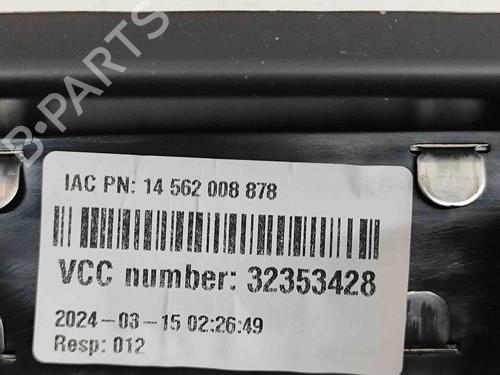 B-PARTS
IAC PN: 14 562 008 878
VCC number: 32353428
2024-03-15 02:26:49
Resp: 012